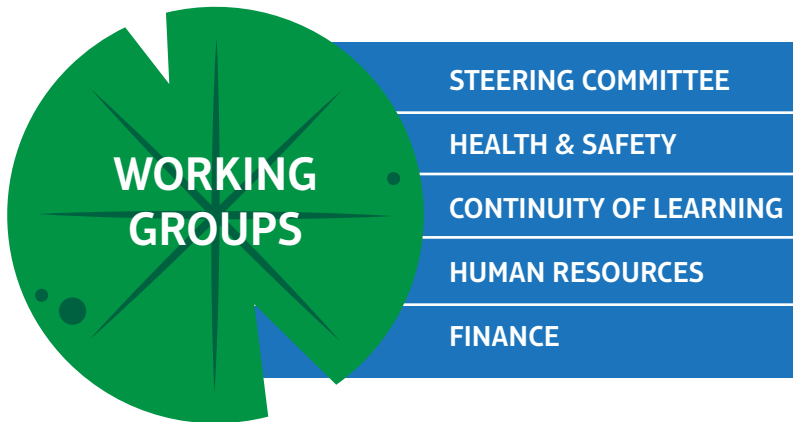 WORKING
GROUPS
STEERING COMMITTEE
HEALTH & SAFETY
CONTINUITY OF LEARNING
HUMAN RESOURCES
FINANCE